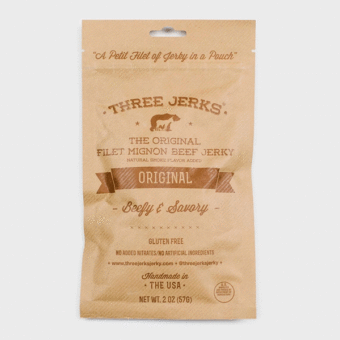 "A Petit Filet of Jerky in a Pouch"
THREE JERKS®
THE ORIGINAL
FILET MIGNON BEEF JERKY
NATURAL SMOKE FLAVOR ADDED
ORIGINAL
- Beefy & Savory -
GLUTEN FREE
NO ADDED NITRATES/NO ARTIFICIAL INGREDIENTS
• www.threejerksjerky.com • @threejerksjerky •
Handmade in
• THE USA •
NET WT. 2 OZ (57G)